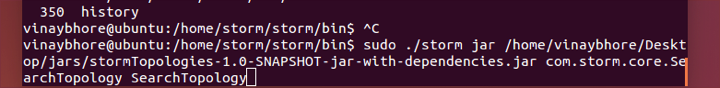 350  history
vinaybhore@ubuntu:/home/storm/storm/bin$ ^C
vinaybhore@ubuntu:/home/storm/storm/bin$ sudo ./storm jar /home/vinaybhore/Deskt
op/jars/stormTopologies-1.0-SNAPSHOT-jar-with-dependencies.jar com.storm.core.Se
archTopology SearchTopology